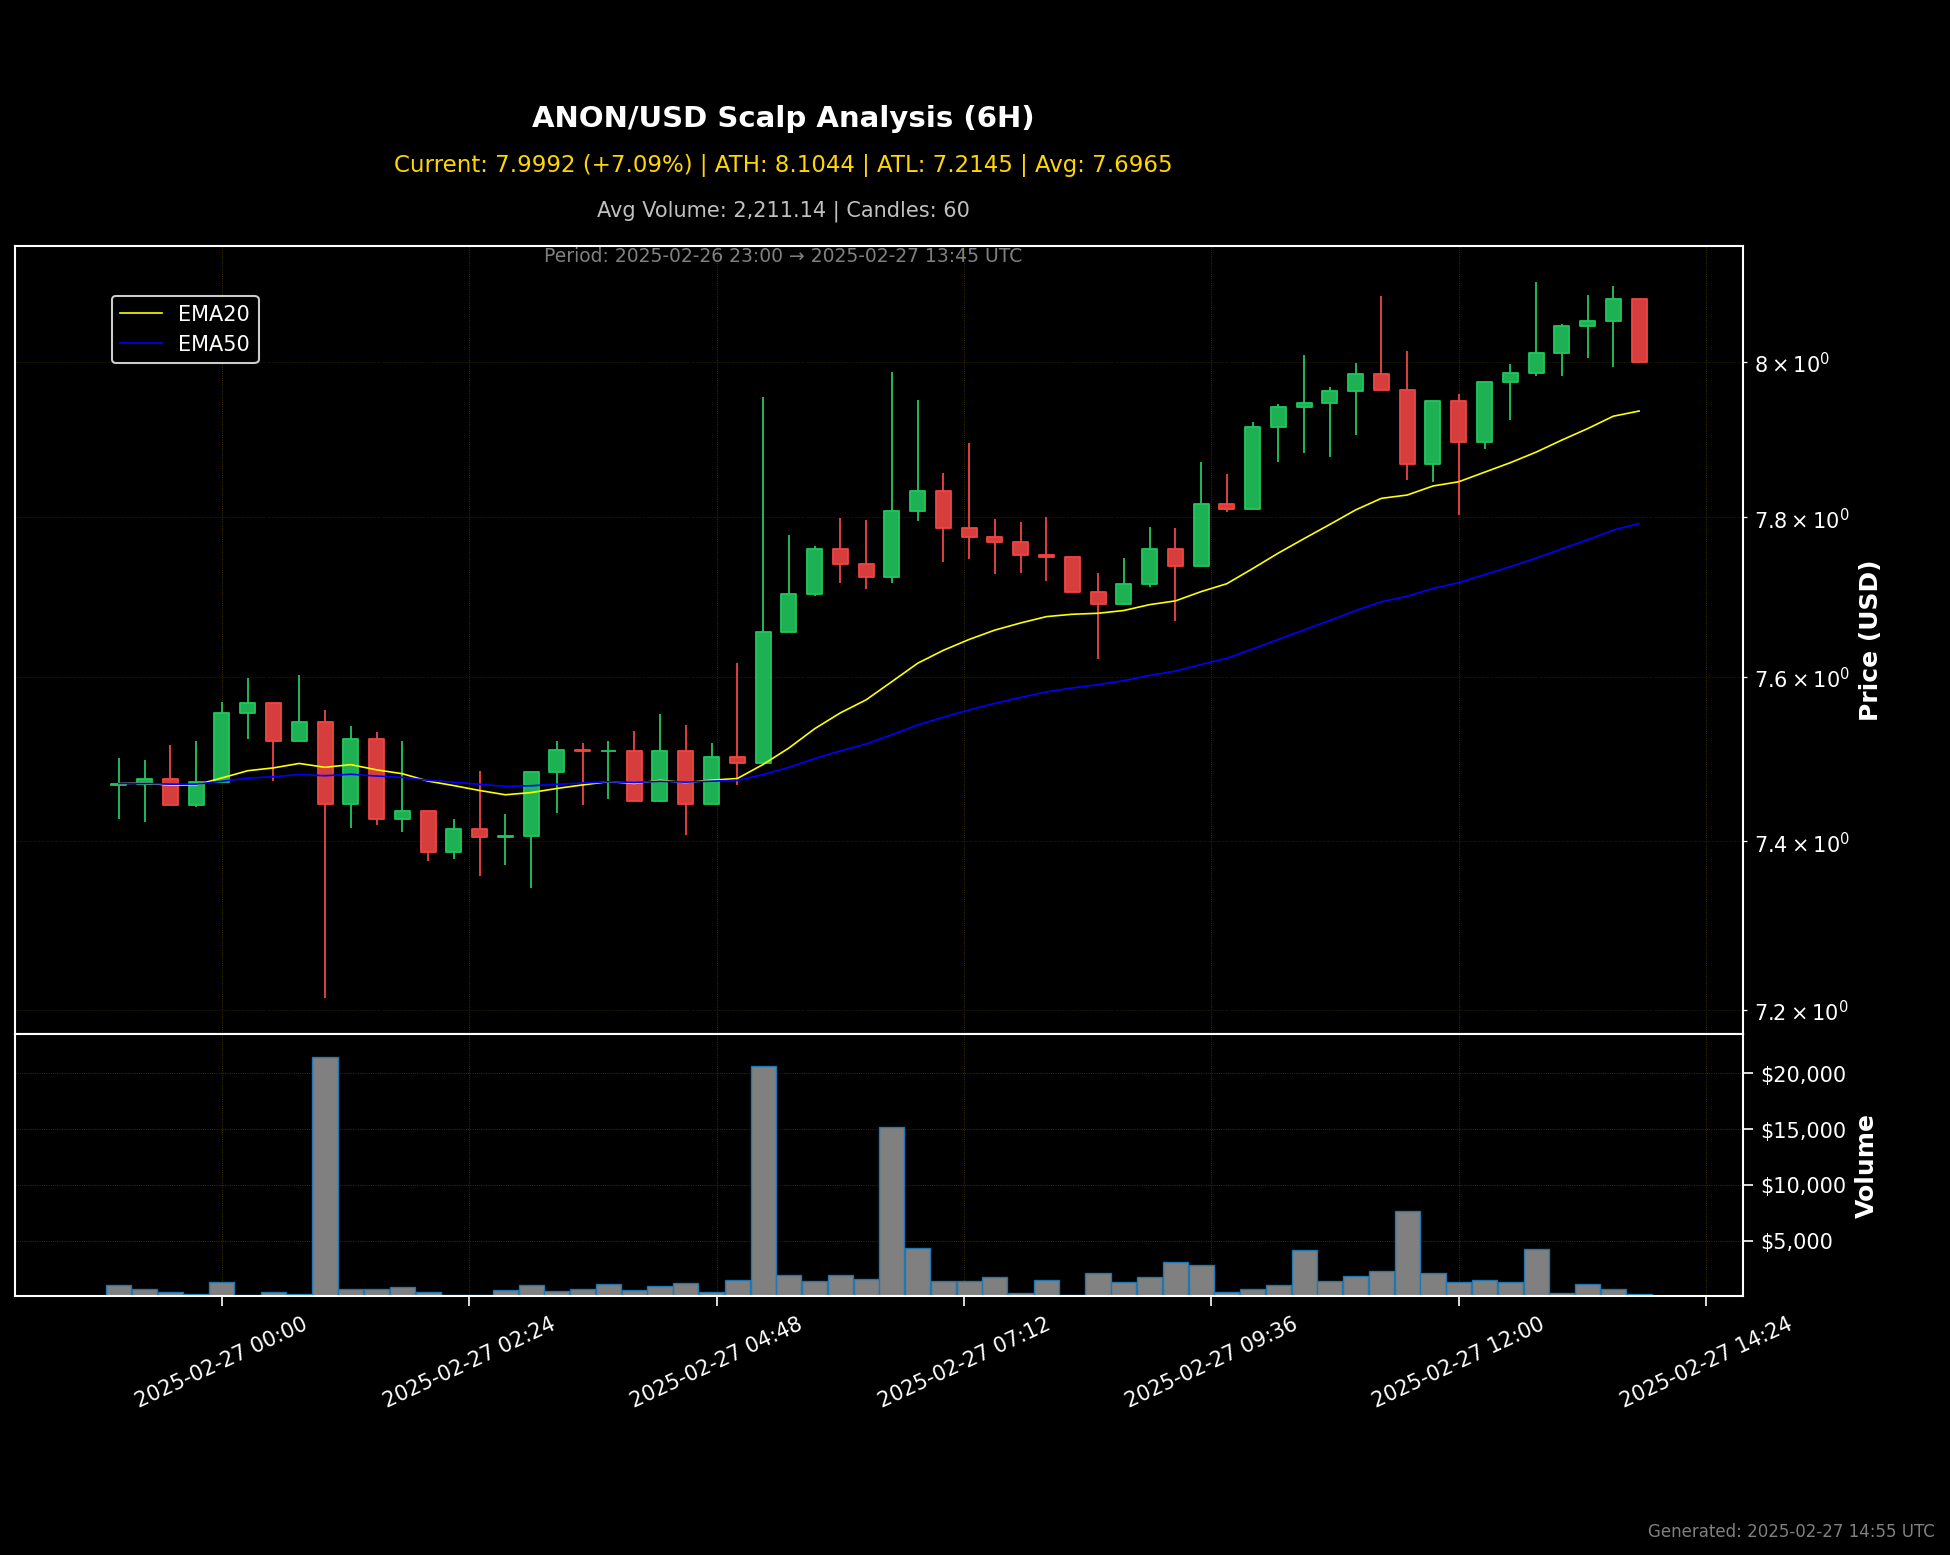 ANON/USD Scalp Analysis (6H)
Current: 7.9992 (+7.09%) | ATH: 8.1044 | ATL: 7.2145 | Avg: 7.6965
Avg Volume: 2,211.14 | Candles: 60
Period: 2025-02-26 23:00 → 2025-02-27 13:45 UTC
EMA20
EMA50
8 × 10⁰
7.8 × 10⁰
7.6 × 10⁰
7.4 × 10⁰
7.2 × 10⁰
Price (USD)
$20,000
$15,000
$10,000
$5,000
Volume
2025-02-27 00:00
2025-02-27 02:24
2025-02-27 04:48
2025-02-27 07:12
2025-02-27 09:36
2025-02-27 12:00
2025-02-27 14:24
Generated: 2025-02-27 14:55 UTC